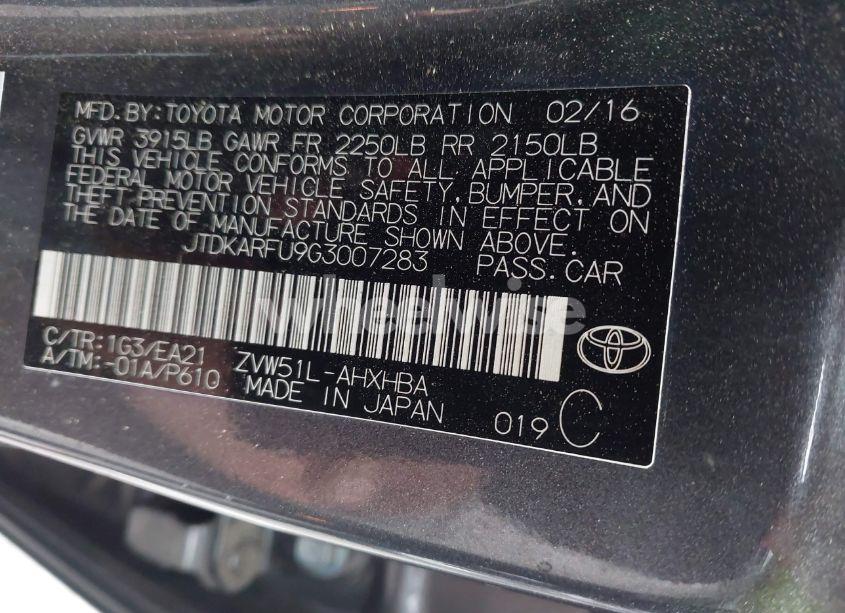 MFD.BY:TOYOTA MOTOR CORPORATION 02/16
GVWR 3915LB GAWR FR 2250LB RR 2150LB
THIS VEHICLE CONFORMS TO ALL APPLICABLE
FEDERAL MOTOR VEHICLE SAFETY,BUMPER,AND
THEFT PREVENTION STANDARDS IN EFFECT ON
THE DATE OF MANUFACTURE SHOWN ABOVE.
JTDKARFU9G3007283 PASS.CAR
wheelwise
C/TR:1G3/EA21 ZVW51L-AHXHBA
A/TM:-01A/P610 MADE IN JAPAN
019 C